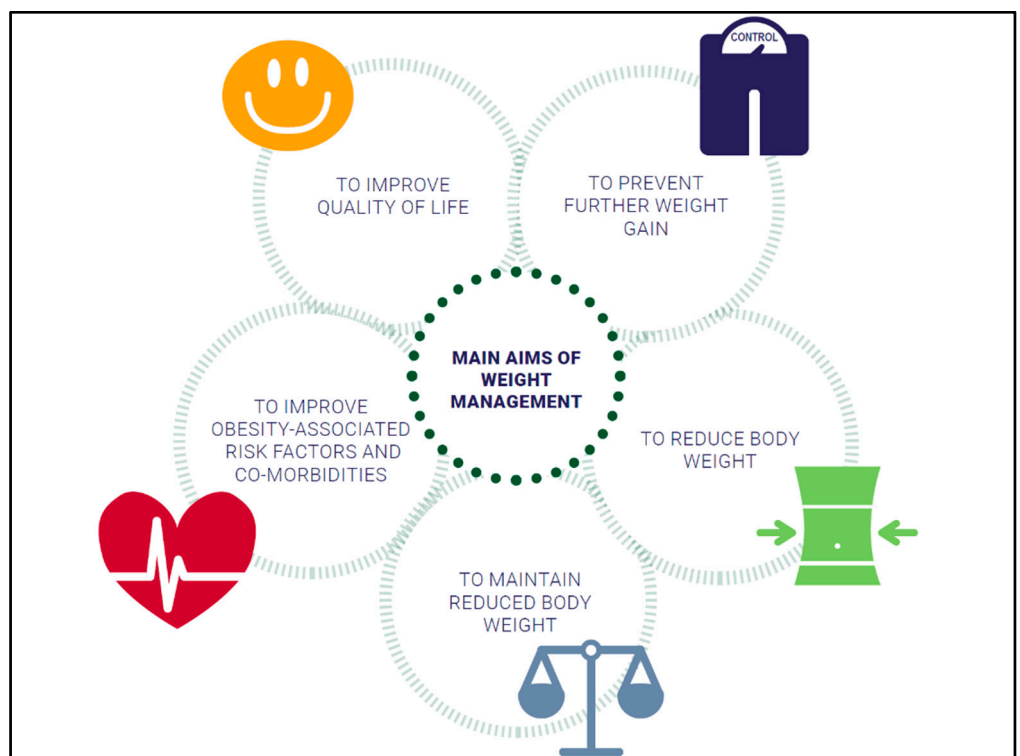 CONTROL
TO IMPROVE
QUALITY OF LIFE
TO PREVENT
FURTHER WEIGHT
GAIN
MAIN AIMS OF
WEIGHT
MANAGEMENT
TO IMPROVE
OBESITY-ASSOCIATED
RISK FACTORS AND
CO-MORBIDITIES
TO REDUCE BODY
WEIGHT
TO MAINTAIN
REDUCED BODY
WEIGHT